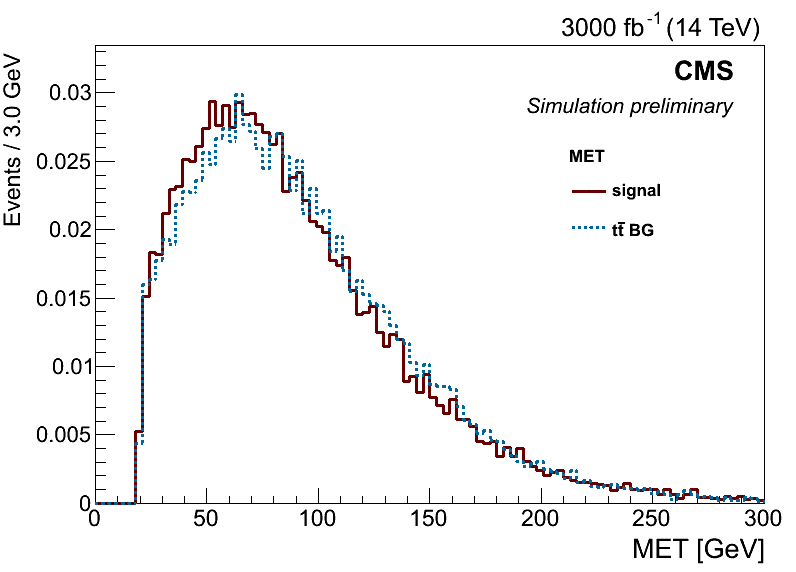 3000 fb⁻¹ (14 TeV)
CMS
Simulation preliminary
MET
signal
tt̄ BG
Events / 3.0 GeV
0.03
0.025
0.02
0.015
0.01
0.005
0
0 50 100 150 200 250 300
MET [GeV]